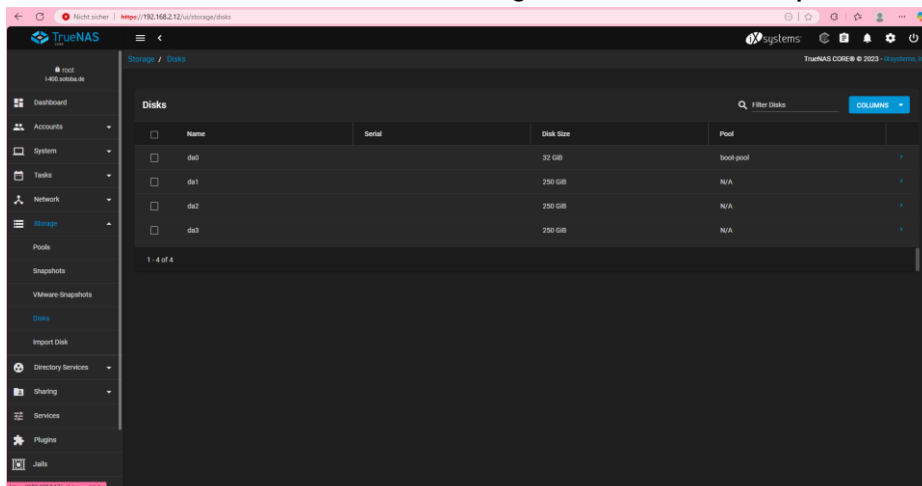 Nicht sicher https://192.168.2.12/ui/storage/disks
TrueNAS
CORE
iXsystems
root
Storage / Disks
TrueNAS CORE® © 2023 -
Dashboard
Accounts
System
Tasks
Network
Storage
Pools
Snapshots
VMware-Snapshots
Disks
Import Disk
Directory Services
Sharing
Services
Plugins
Jails
Disks
Filter Disks
COLUMNS
Name Serial Disk Size Pool
da0 32 GiB boot-pool
da1 250 GiB N/A
da2 250 GiB N/A
da3 250 GiB N/A
1 - 4 of 4